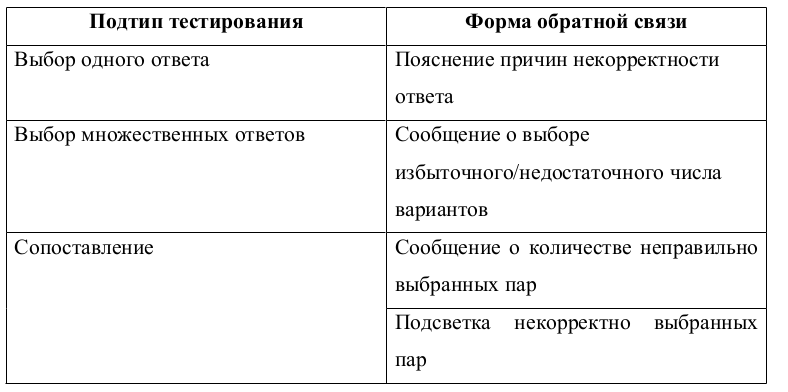 Подтип тестирования
Форма обратной связи
Выбор одного ответа
Пояснение причин некорректности
ответа
Выбор множественных ответов
Сообщение о выборе
избыточного/недостаточного числа
вариантов
Сопоставление
Сообщение о количестве неправильно
выбранных пар
Подсветка некорректно выбранных
пар